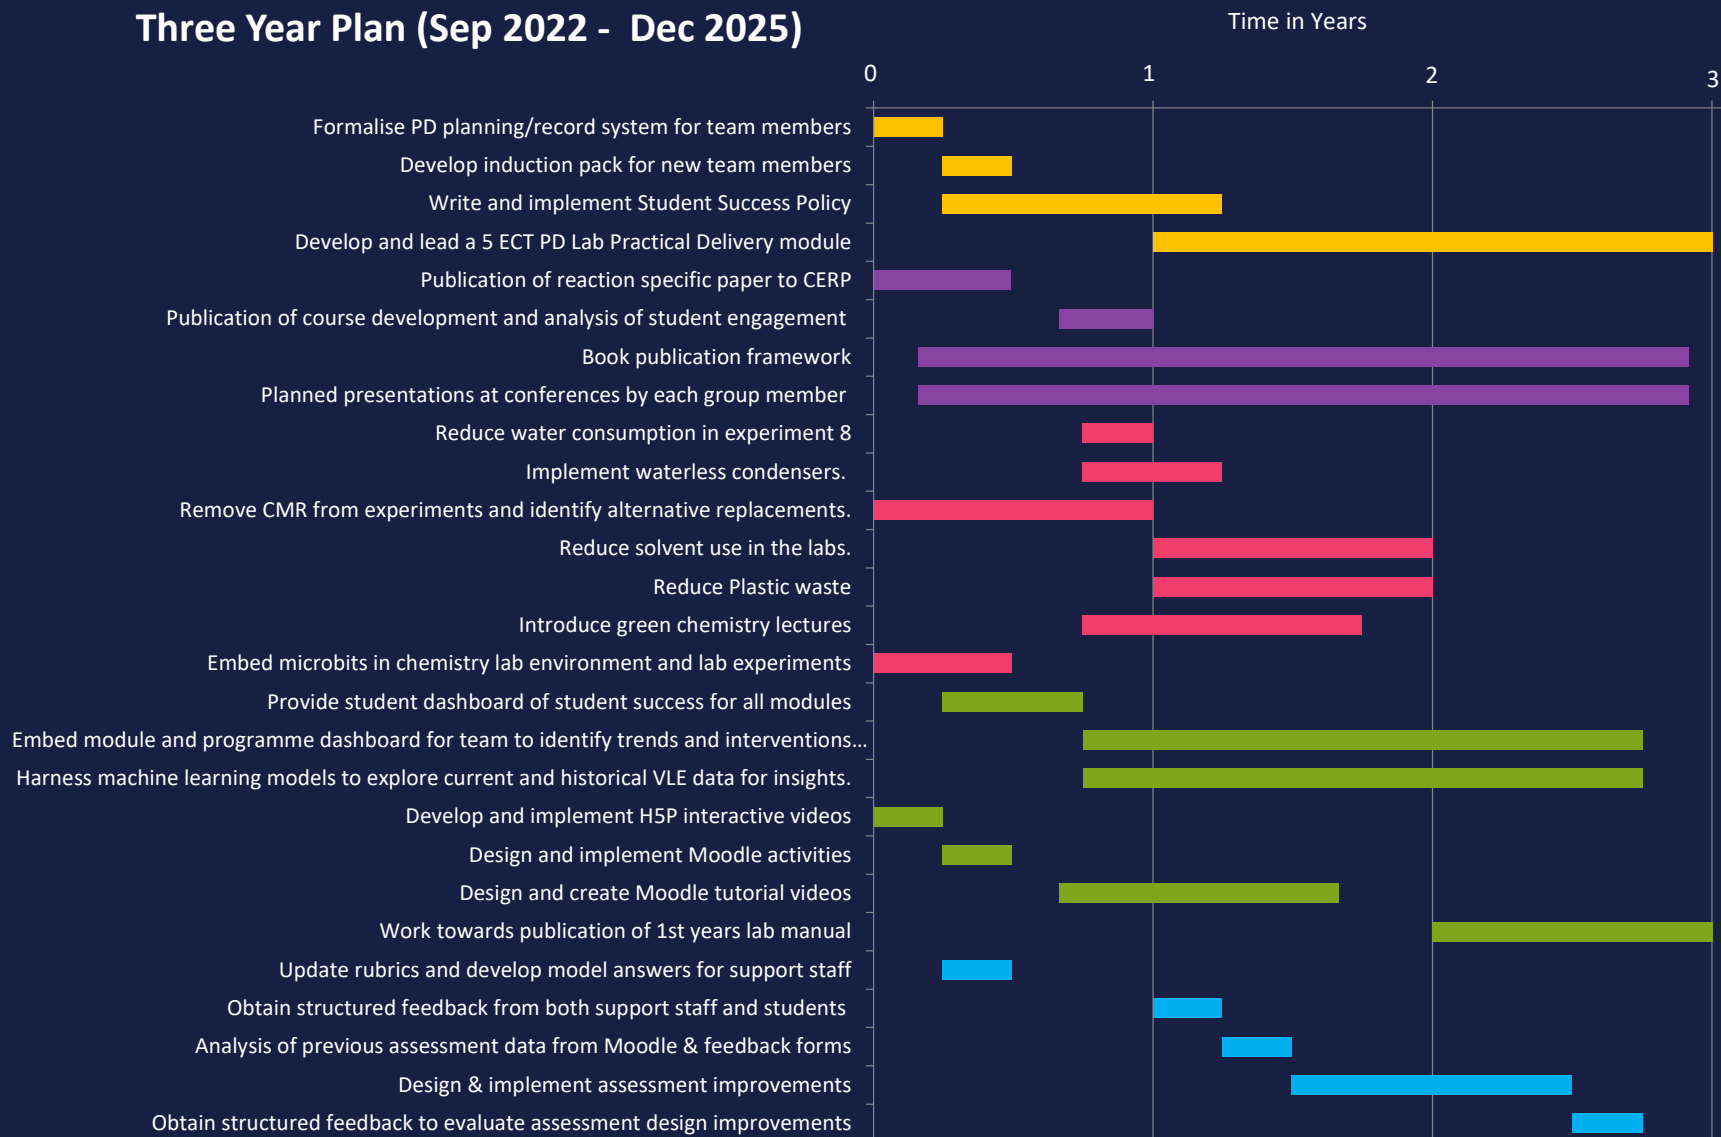 Three Year Plan (Sep 2022 -  Dec 2025)
Time in Years
0 1 2 3
Formalise PD planning/record system for team members
Develop induction pack for new team members
Write and implement Student Success Policy
Develop and lead a 5 ECT PD Lab Practical Delivery module
Publication of reaction specific paper to CERP
Publication of course development and analysis of student engagement
Book publication framework
Planned presentations at conferences by each group member
Reduce water consumption in experiment 8
Implement waterless condensers.
Remove CMR from experiments and identify alternative replacements.
Reduce solvent use in the labs.
Reduce Plastic waste
Introduce green chemistry lectures
Embed microbits in chemistry lab environment and lab experiments
Provide student dashboard of student success for all modules
Embed module and programme dashboard for team to identify trends and interventions...
Harness machine learning models to explore current and historical VLE data for insights.
Develop and implement H5P interactive videos
Design and implement Moodle activities
Design and create Moodle tutorial videos
Work towards publication of 1st years lab manual
Update rubrics and develop model answers for support staff
Obtain structured feedback from both support staff and students
Analysis of previous assessment data from Moodle & feedback forms
Design & implement assessment improvements
Obtain structured feedback to evaluate assessment design improvements